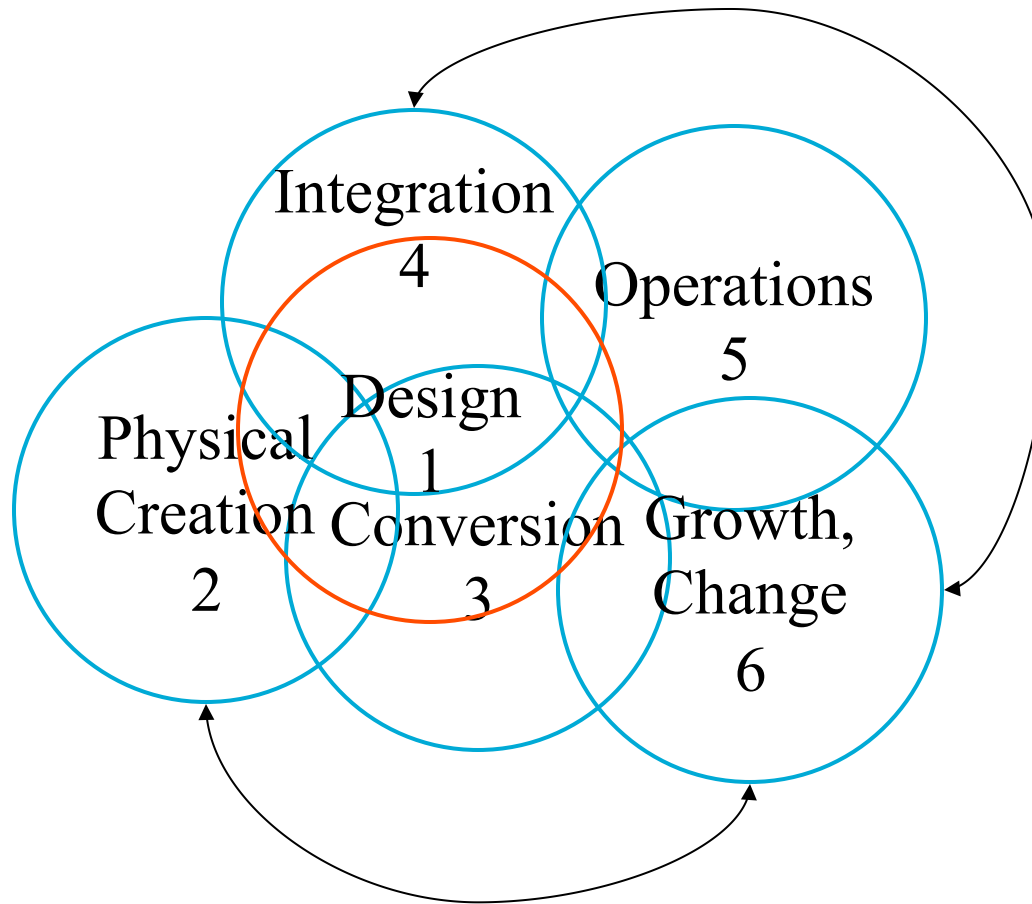 Integration
4
Operations
5
Design
1
Physical
Creation
2
Conversion
3
Growth,
Change
6